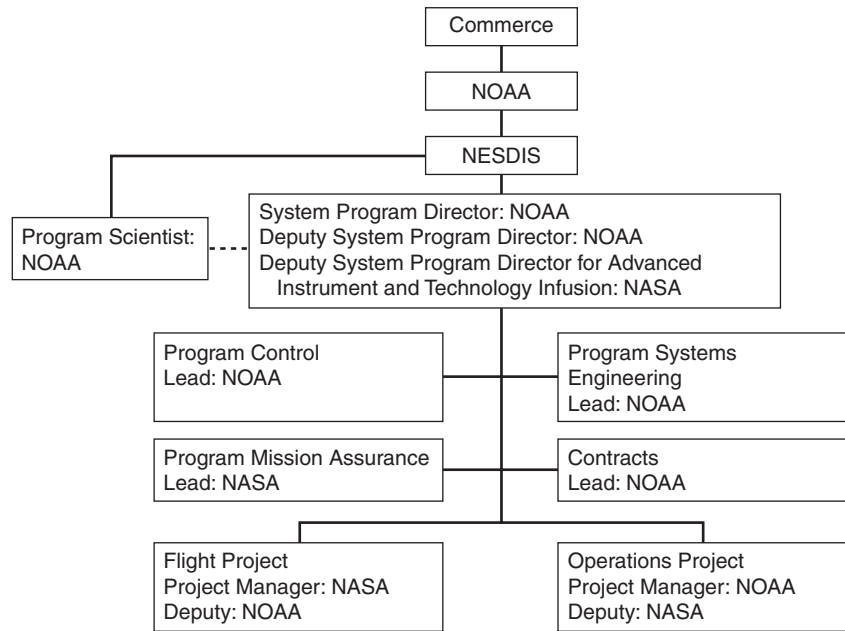 Commerce
NOAA
NESDIS
Program Scientist:
NOAA
System Program Director: NOAA
Deputy System Program Director: NOAA
Deputy System Program Director for Advanced
Instrument and Technology Infusion: NASA
Program Control
Lead: NOAA
Program Systems
Engineering
Lead: NOAA
Program Mission Assurance
Lead: NASA
Contracts
Lead: NOAA
Flight Project
Project Manager: NASA
Deputy: NOAA
Operations Project
Project Manager: NOAA
Deputy: NASA